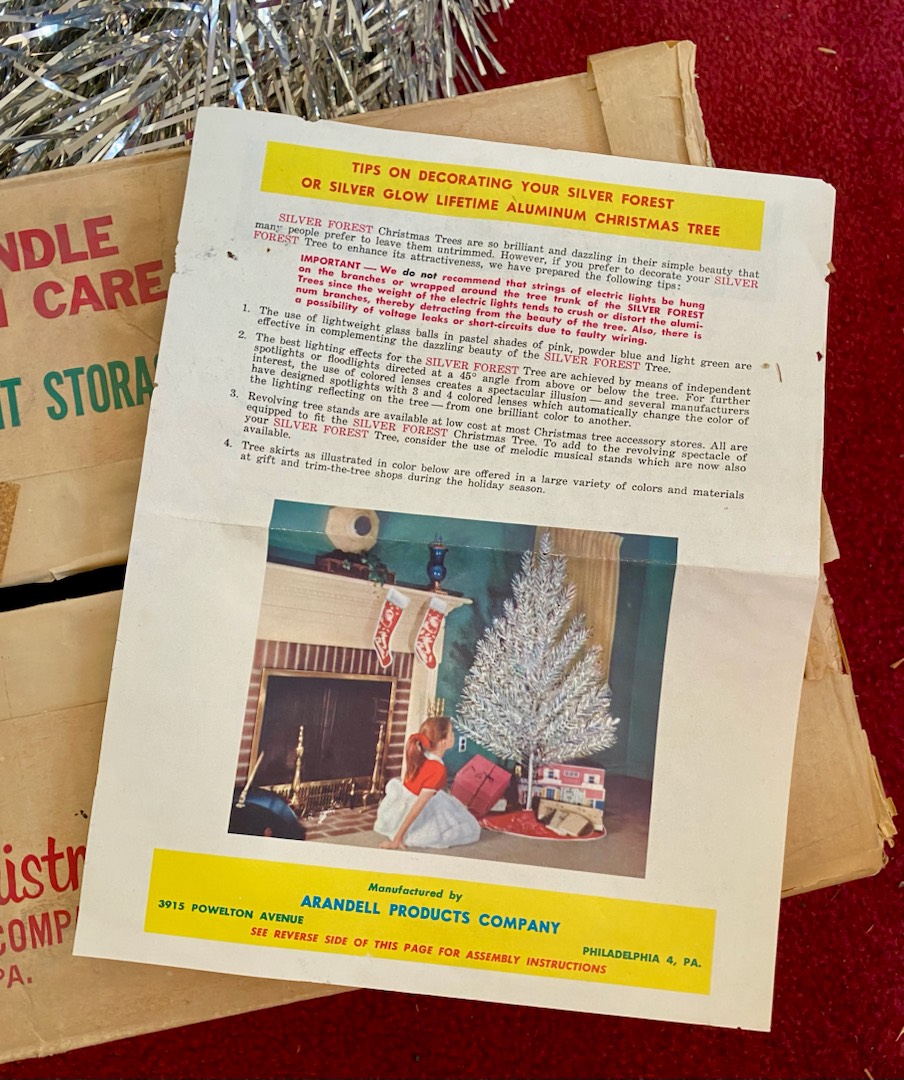 NDLE
N CARE
T STORA
istm
COMP
PA.
TIPS ON DECORATING YOUR SILVER FOREST
OR SILVER GLOW LIFETIME ALUMINUM CHRISTMAS TREE
SILVER FOREST Christmas Trees are so brilliant and dazzling in their simple beauty that
many people prefer to leave them untrimmed. However, if you prefer to decorate your SILVER
FOREST Tree to enhance its attractiveness, we have prepared the following tips:
IMPORTANT — We do not recommend that strings of electric lights be hung
on the branches or wrapped around the tree trunk of the SILVER FOREST
Trees since the weight of the electric lights tends to crush or distort the alumi-
num branches, thereby detracting from the beauty of the tree. Also, there is
a possibility of voltage leaks or short-circuits due to faulty wiring.
1. The use of lightweight glass balls in pastel shades of pink, powder blue and light green are
effective in complementing the dazzling beauty of the SILVER FOREST Tree.
2. The best lighting effects for the SILVER FOREST Tree are achieved by means of independent
spotlights or floodlights directed at a 45° angle from above or below the tree. For further
interest, the use of colored lenses creates a spectacular illusion — and several manufacturers
have designed spotlights with 3 and 4 colored lenses which automatically change the color of
the lighting reflecting on the tree — from one brilliant color to another.
3. Revolving tree stands are available at low cost at most Christmas tree accessory stores. All are
equipped to fit the SILVER FOREST Christmas Tree. To add to the revolving spectacle of
your SILVER FOREST Tree, consider the use of melodic musical stands which are now also
available.
4. Tree skirts as illustrated in color below are offered in a large variety of colors and materials
at gift and trim-the-tree shops during the holiday season.
Manufactured by
ARANDELL PRODUCTS COMPANY
3915 POWELTON AVENUE
PHILADELPHIA 4, PA.
SEE REVERSE SIDE OF THIS PAGE FOR ASSEMBLY INSTRUCTIONS